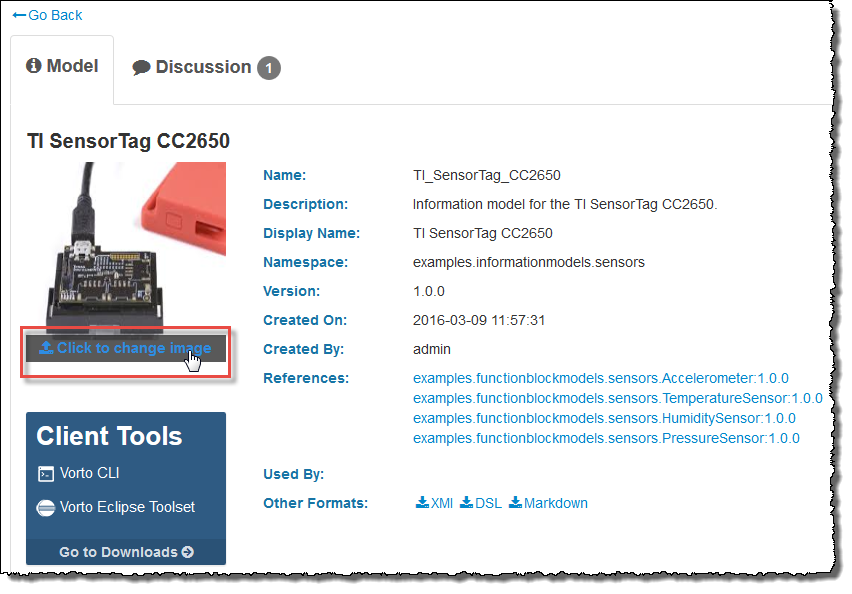 Go Back
Model
Discussion 1
TI SensorTag CC2650
Name: TI_SensorTag_CC2650
Description: Information model for the TI SensorTag CC2650.
Display Name: TI SensorTag CC2650
Namespace: examples.informationmodels.sensors
Version: 1.0.0
Created On: 2016-03-09 11:57:31
Created By: admin
References: examples.functionblockmodels.sensors.Accelerometer:1.0.0
examples.functionblockmodels.sensors.TemperatureSensor:1.0.0
examples.functionblockmodels.sensors.HumiditySensor:1.0.0
examples.functionblockmodels.sensors.PressureSensor:1.0.0
Used By:
Other Formats: XMI DSL Markdown
Click to change image
Client Tools
Vorto CLI
Vorto Eclipse Toolset
Go to Downloads